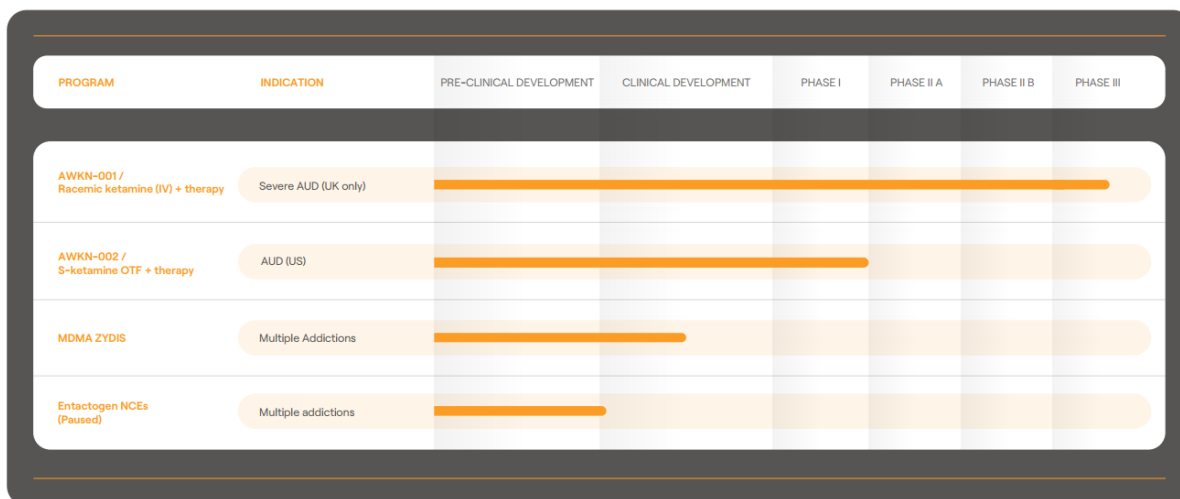 PROGRAM INDICATION PRE-CLINICAL DEVELOPMENT CLINICAL DEVELOPMENT PHASE I PHASE II A PHASE II B PHASE III
AWKN-001 /
Racemic ketamine (IV) + therapy
Severe AUD (UK only)
AWKN-002 /
S-ketamine OTF + therapy
AUD (US)
MDMA ZYDIS
Multiple Addictions
Entactogen NCEs
(Paused)
Multiple addictions